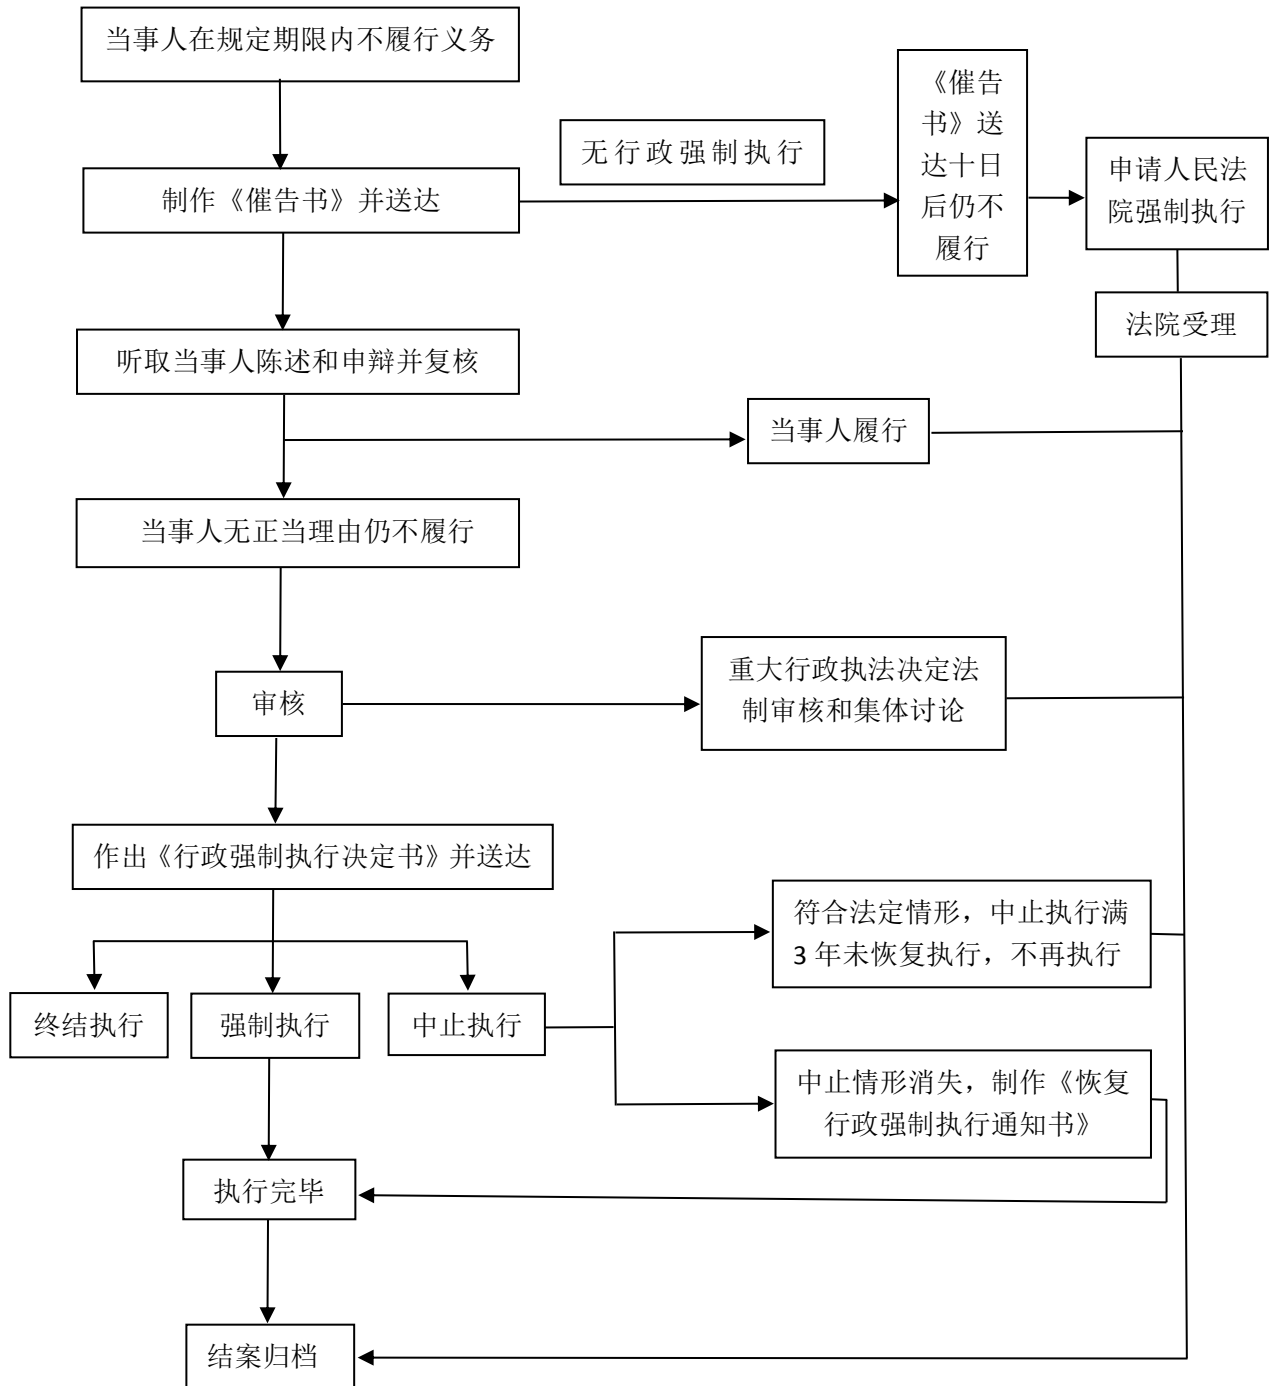 当事人在规定期限内不履行义务
无行政强制执行
《催告
书》送
达十日
后仍不
履行
申请人民法
院强制执行
制作《催告书》并送达
法院受理
听取当事人陈述和申辩并复核
当事人履行
当事人无正当理由仍不履行
审核
重大行政执法决定法
制审核和集体讨论
作出《行政强制执行决定书》并送达
符合法定情形，中止执行满
3 年未恢复执行，不再执行
终结执行
强制执行
中止执行
中止情形消失，制作《恢复
行政强制执行通知书》
执行完毕
结案归档